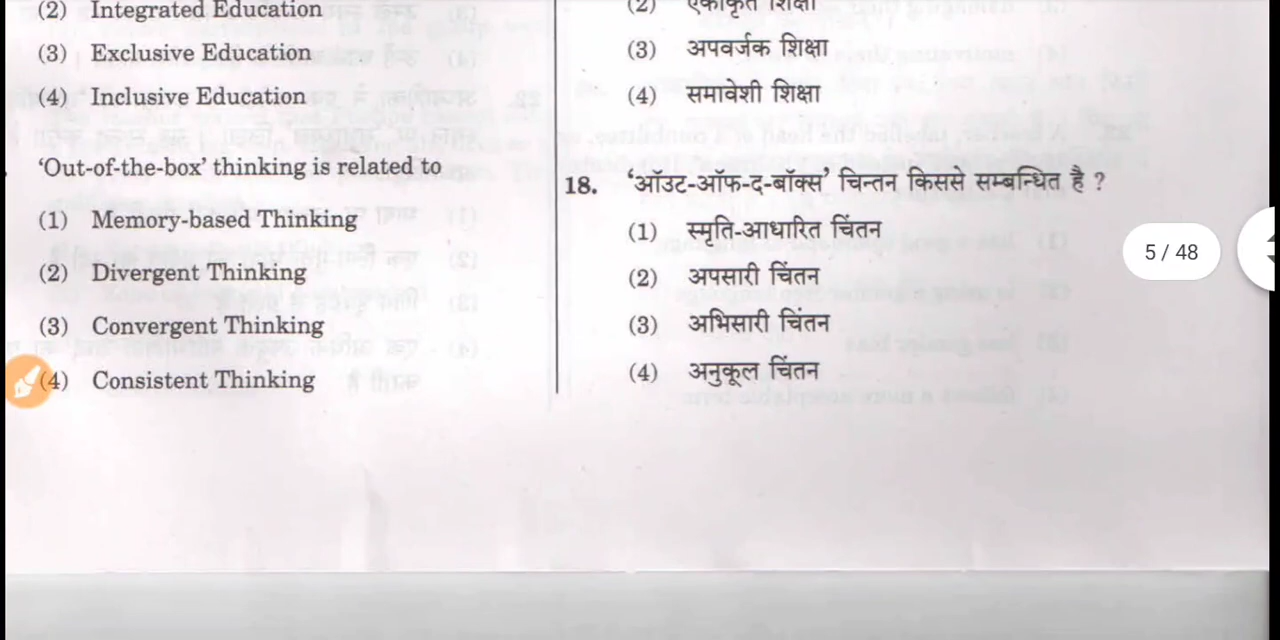 (2) Integrated Education
(3) Exclusive Education
(4) Inclusive Education
‘Out-of-the-box’ thinking is related to
(1) Memory-based Thinking
(2) Divergent Thinking
(3) Convergent Thinking
(4) Consistent Thinking
(2) एकीकृत शिक्षा
(3) अपवर्जक शिक्षा
(4) समावेशी शिक्षा
18. ‘ऑउट-ऑफ-द-बॉक्स’ चिन्तन किससे सम्बन्धित है ?
(1) स्मृति-आधारित चिंतन
(2) अपसारी चिंतन
(3) अभिसारी चिंतन
(4) अनुकूल चिंतन
5 / 48